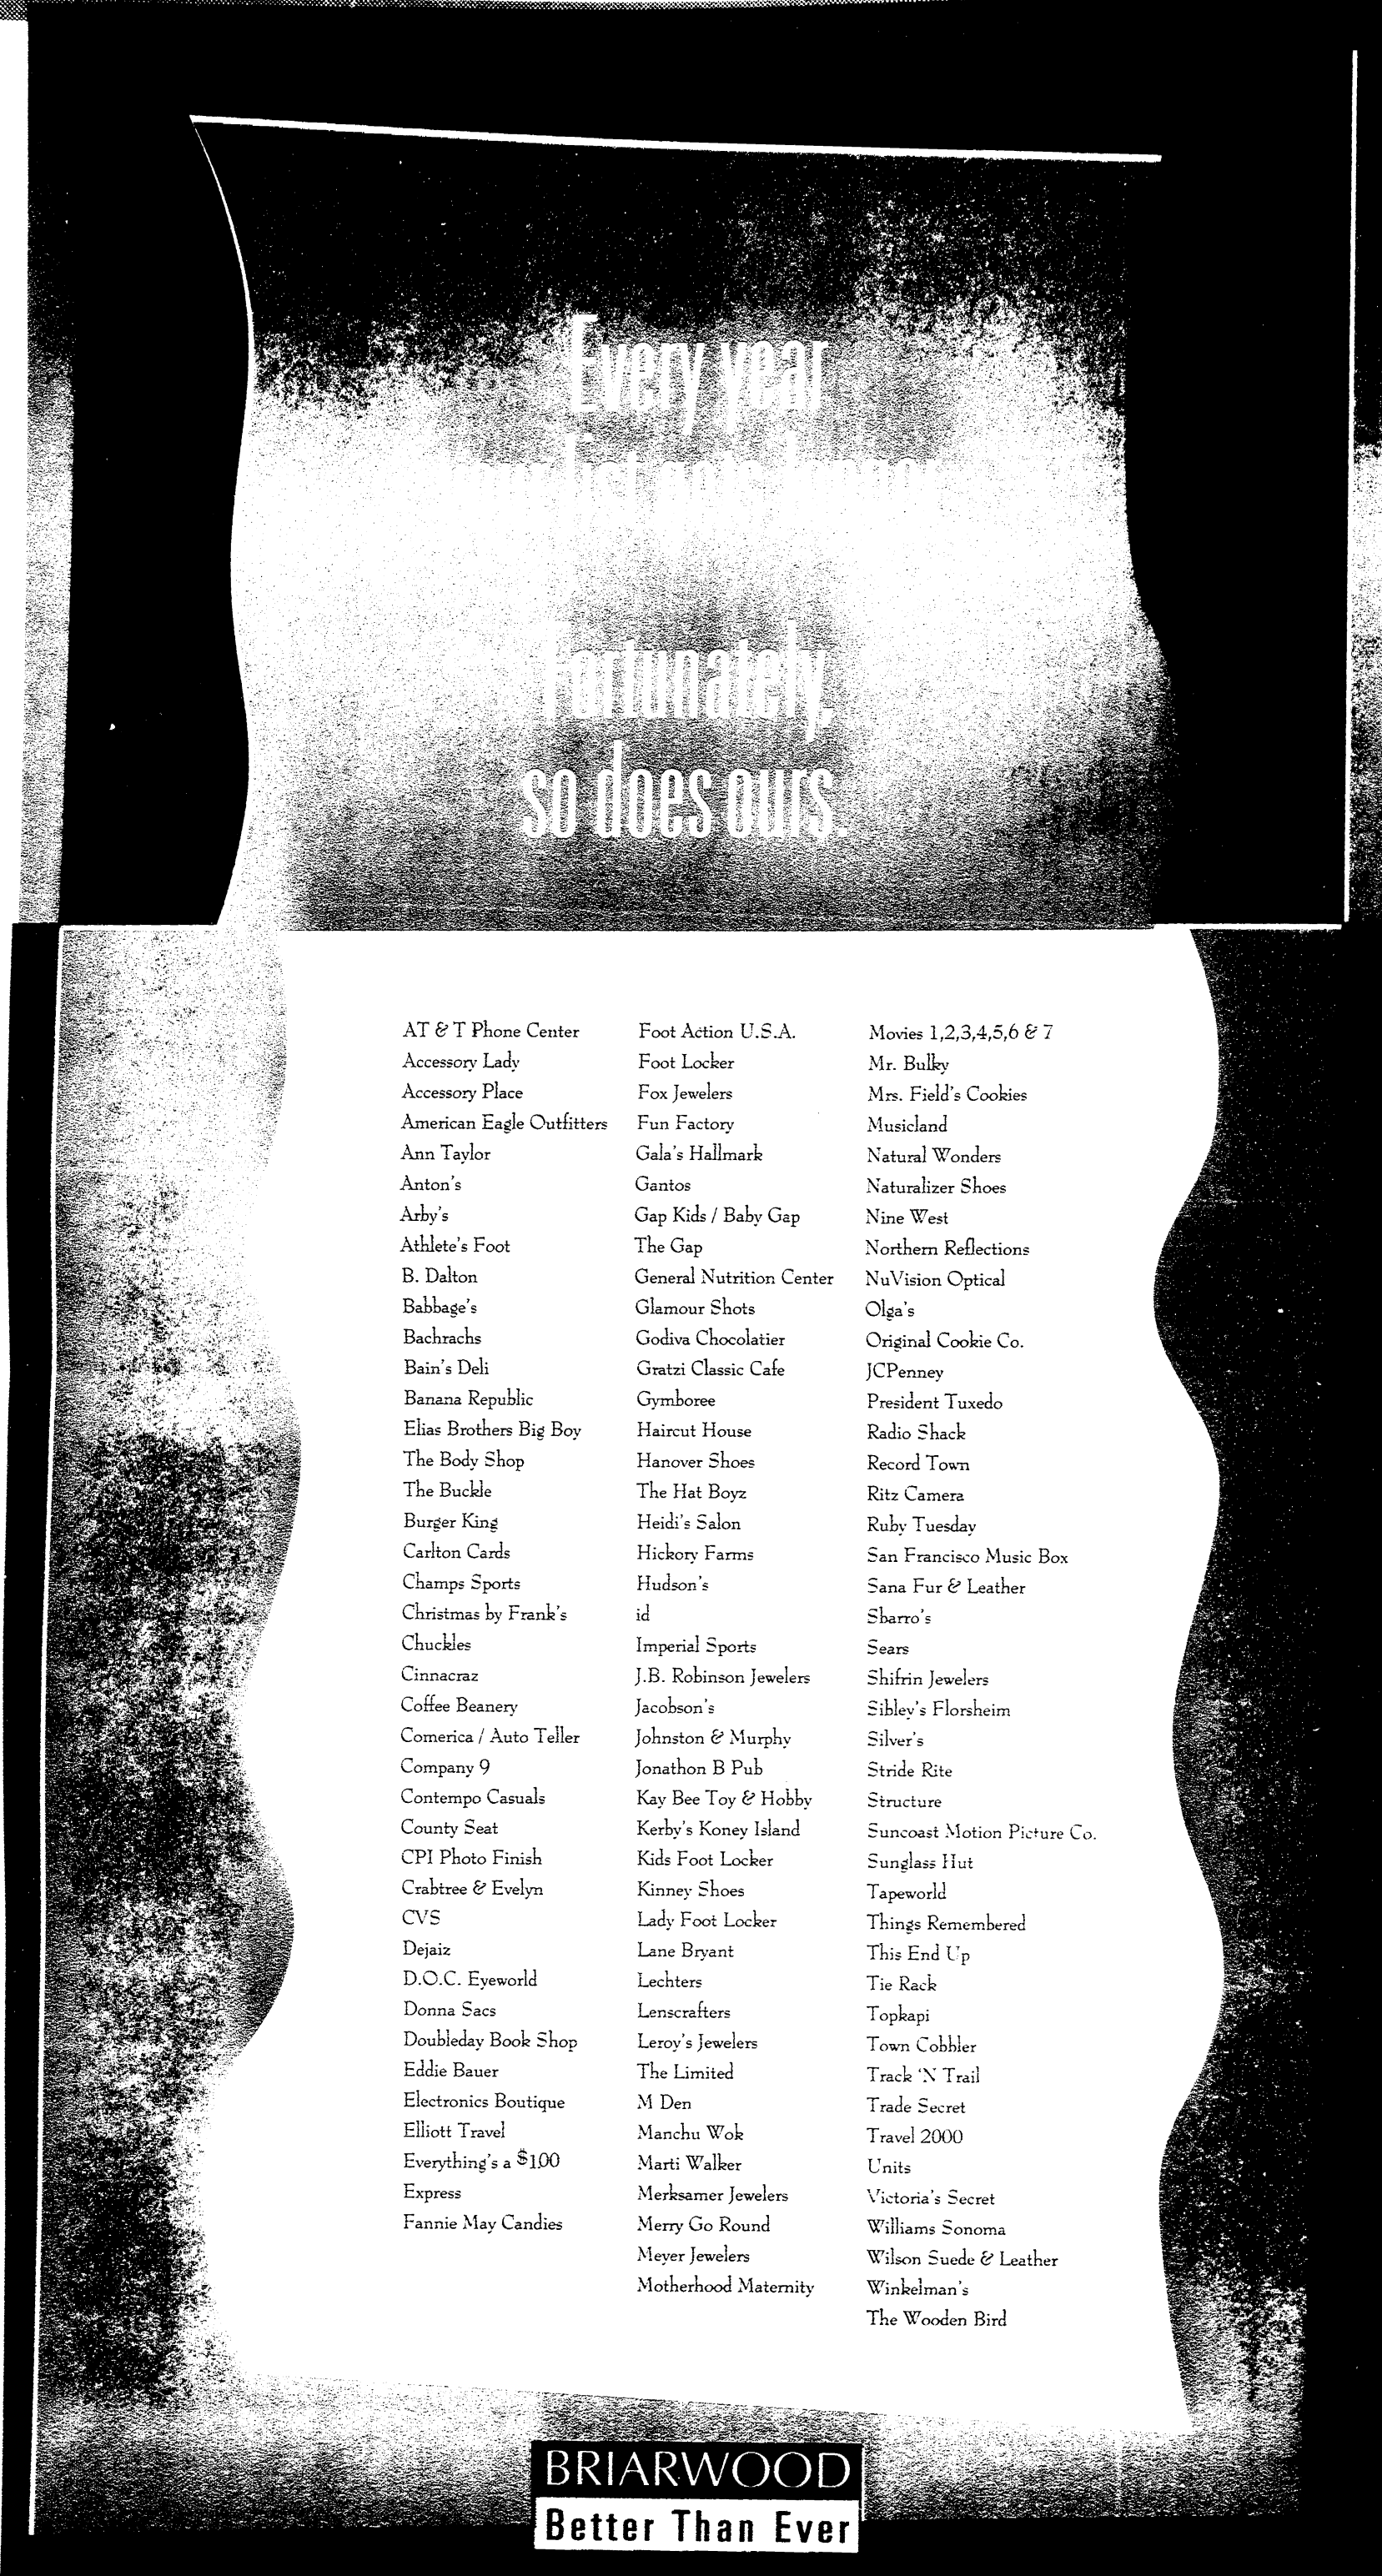 Every year
your list gets longer.
Fortunately,
so does ours.
AT & T Phone Center
Accessory Lady
Accessory Place
American Eagle Outfitters
Ann Taylor
Anton's
Arby's
Athlete's Foot
B. Dalton
Babbage's
Bachrachs
Bain's Deli
Banana Republic
Elias Brothers Big Boy
The Body Shop
The Buckle
Burger King
Carlton Cards
Champs Sports
Christmas by Frank's
Chuckles
Cinnacraz
Coffee Beanery
Comerica / Auto Teller
Company 9
Contempo Casuals
County Seat
CPI Photo Finish
Crabtree & Evelyn
CVS
Dejaiz
D.O.C. Eyeworld
Donna Sacs
Doubleday Book Shop
Eddie Bauer
Electronics Boutique
Elliott Travel
Everything's a $1.00
Express
Fannie May Candies
Foot Action U.S.A.
Foot Locker
Fox Jewelers
Fun Factory
Gala's Hallmark
Gantos
Gap Kids / Baby Gap
The Gap
General Nutrition Center
Glamour Shots
Godiva Chocolatier
Gratzi Classic Cafe
Gymboree
Haircut House
Hanover Shoes
The Hat Boyz
Heidi's Salon
Hickory Farms
Hudson's
id
Imperial Sports
J.B. Robinson Jewelers
Jacobson's
Johnston & Murphy
Jonathon B Pub
Kay Bee Toy & Hobby
Kerby's Koney Island
Kids Foot Locker
Kinney Shoes
Lady Foot Locker
Lane Bryant
Lechters
Lenscrafters
Leroy's Jewelers
The Limited
M Den
Manchu Wok
Marti Walker
Merksamer Jewelers
Merry Go Round
Meyer Jewelers
Motherhood Maternity
Movies 1,2,3,4,5,6 & 7
Mr. Bulky
Mrs. Field's Cookies
Musicland
Natural Wonders
Naturalizer Shoes
Nine West
Northern Reflections
NuVision Optical
Olga's
Original Cookie Co.
JCPenney
President Tuxedo
Radio Shack
Record Town
Ritz Camera
Ruby Tuesday
San Francisco Music Box
Sana Fur & Leather
Sbarro's
Sears
Shifrin Jewelers
Sibley's Florsheim
Silver's
Stride Rite
Structure
Suncoast Motion Picture Co.
Sunglass Hut
Tapeworld
Things Remembered
This End Up
Tie Rack
Topkapi
Town Cobbler
Track 'N Trail
Trade Secret
Travel 2000
Units
Victoria's Secret
Williams Sonoma
Wilson Suede & Leather
Winkelman's
The Wooden Bird
BRIARWOOD
Better Than Ever